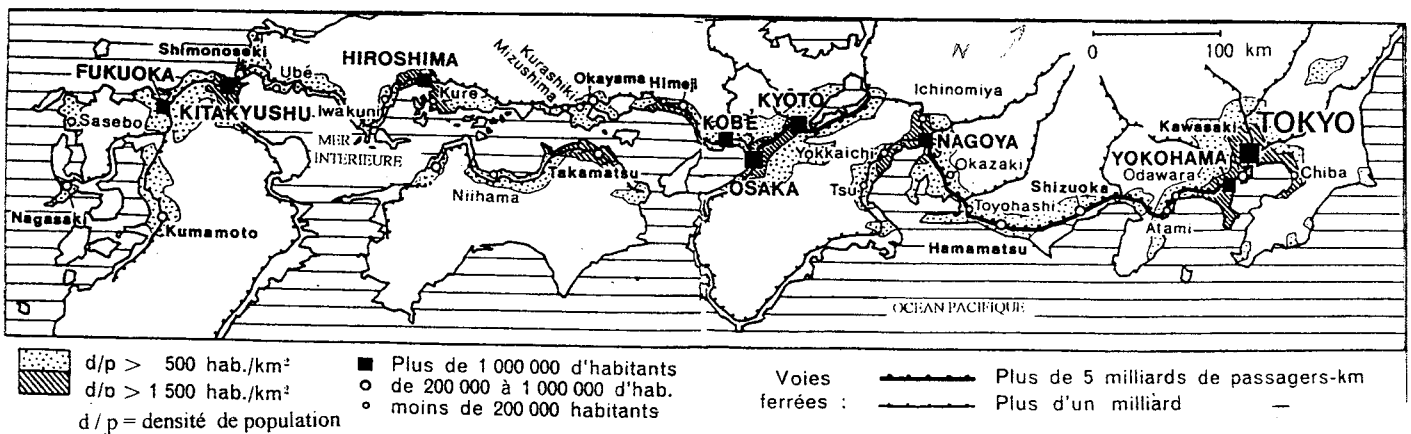 Shimonoseki
FUKUOKA
Ubé
HIROSHIMA
Kurashiki
Mizushima
Okayama
Himeji
N
0 100 km
Sasebo
KITAKYUSHU
Iwakuni
Kure
MER
INTERIEURE
KOBÉ
KYŌTO
Ichinomiya
Kawasaki
TOKYO
Nagasaki
Kumamoto
Niihama
Takamatsu
OSAKA
Yokkaichi
Tsu
NAGOYA
Okazaki
Toyohashi
Hamamatsu
Shizuoka
YOKOHAMA
Odawara
Atami
Chiba
OCEAN PACIFIQUE
d/p > 500 hab./km²
d/p > 1 500 hab./km²
d / p = densité de population
Plus de 1 000 000 d'habitants
de 200 000 à 1 000 000 d'hab.
moins de 200 000 habitants
Voies
ferrées :
Plus de 5 milliards de passagers-km
Plus d'un milliard —